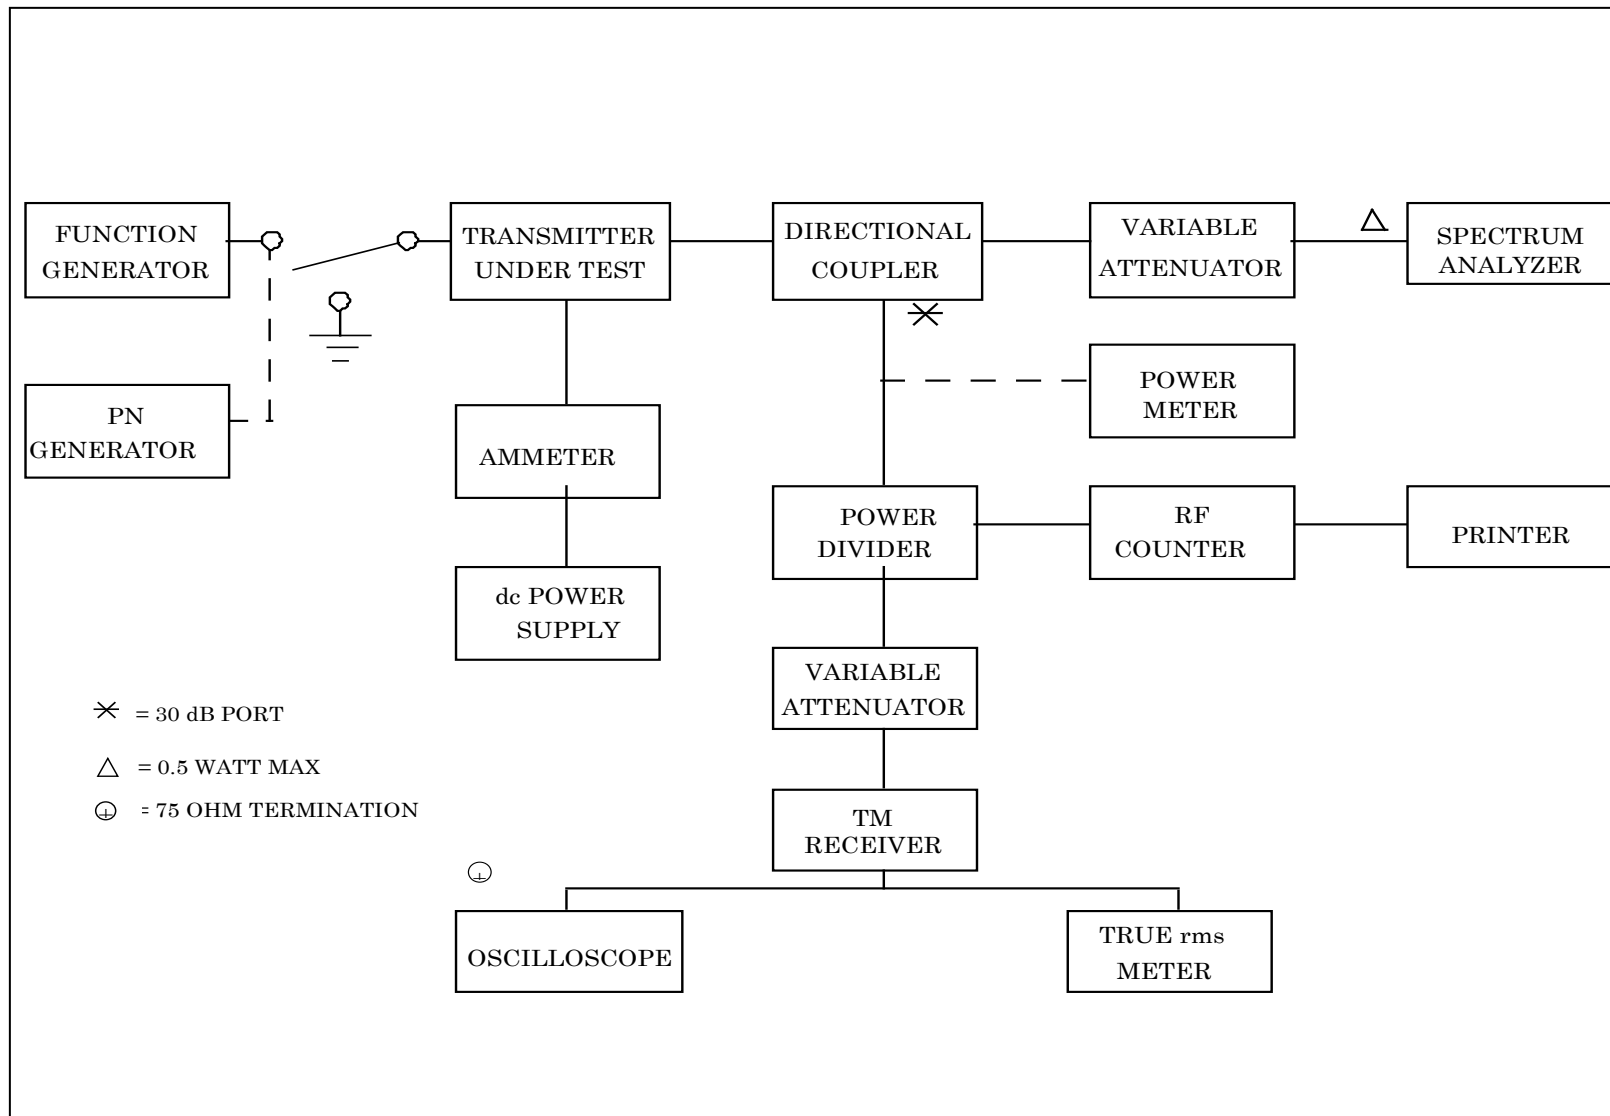 FUNCTION
GENERATOR
TRANSMITTER
UNDER TEST
DIRECTIONAL
COUPLER
VARIABLE
ATTENUATOR
SPECTRUM
ANALYZER
PN
GENERATOR
AMMETER
POWER
METER
dc POWER
SUPPLY
POWER
DIVIDER
RF
COUNTER
PRINTER
VARIABLE
ATTENUATOR
= 30 dB PORT
= 0.5 WATT MAX
= 75 OHM TERMINATION
TM
RECEIVER
OSCILLOSCOPE
TRUE rms
METER